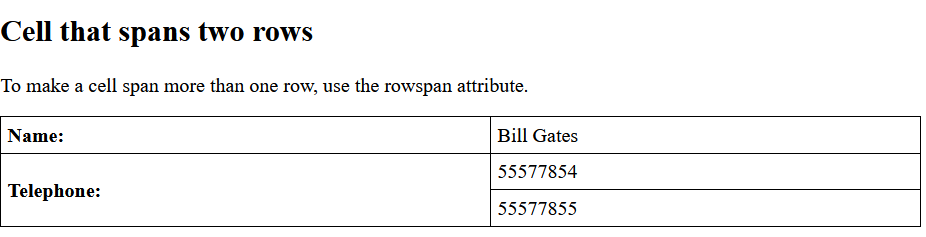 Cell that spans two rows
To make a cell span more than one row, use the rowspan attribute.
Name: Bill Gates
Telephone: 55577854
55577855